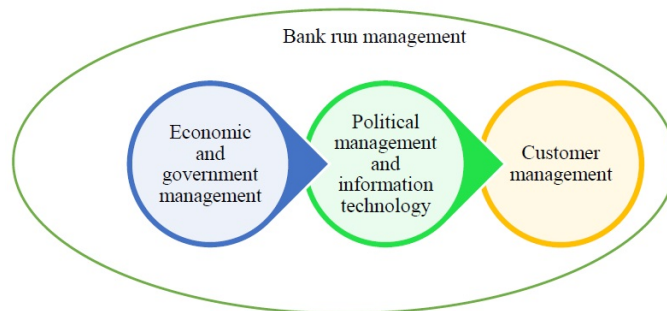 Bank run management
Economic
and
government
management
Political
management
and
information
technology
Customer
management